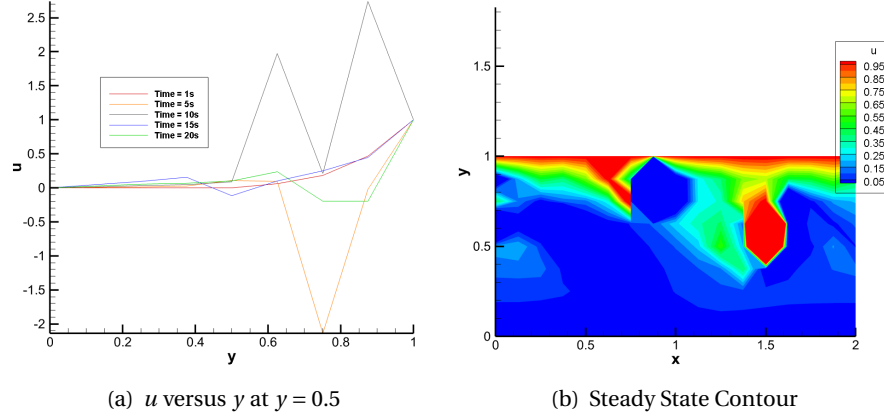 2.5
2
1.5
1
0.5
0
-0.5
-1
-1.5
-2
u
0
0.2
0.4
0.6
0.8
1
y
Time = 1s
Time = 5s
Time = 10s
Time = 15s
Time = 20s
(a) u versus y at y = 0.5
1.5
1
0.5
0
y
0
0.5
1
1.5
2
x
u
0.95
0.85
0.75
0.65
0.55
0.45
0.35
0.25
0.15
0.05
(b) Steady State Contour